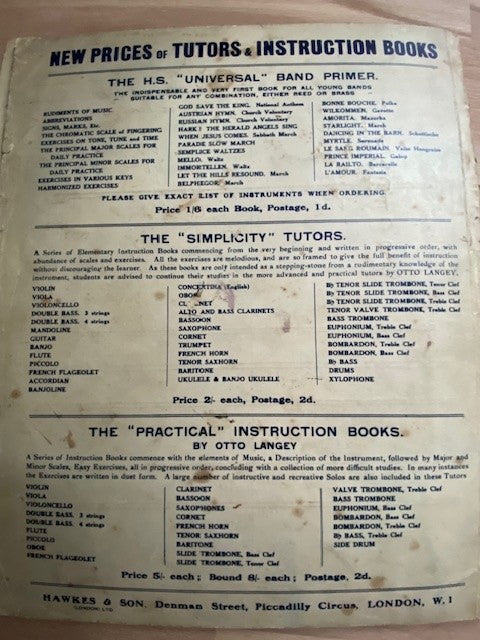 NEW PRICES OF TUTORS & INSTRUCTION BOOKS
THE H.S. "UNIVERSAL" BAND PRIMER.
THE INDISPENSABLE AND VERY FIRST BOOK FOR ALL YOUNG BANDS
SUITABLE FOR ANY COMBINATION, EITHER REED OR BRASS
RUDIMENTS OF MUSIC
ABBREVIATIONS
SIGNS, MARKS, Etc.
THE CHROMATIC SCALE of FINGERING
EXERCISES ON TONE, TUNE and TIME
THE PRINCIPAL MAJOR SCALES FOR
DAILY PRACTICE
THE PRINCIPAL MINOR SCALES FOR
DAILY PRACTICE
EXERCISES IN VARIOUS KEYS
HARMONIZED EXERCISES
GOD SAVE THE KING. National Anthem
AUSTRIAN HYMN. Church Voluntary
RUSSIAN HYMN. Church Voluntary
HARK! THE HERALD ANGELS SING
WHEN JESUS COMES. Sabbath March
PARADE SLOW MARCH
SEMPLICE WALTZES
MELLO. Waltz
IMMORTELLEN. Waltz
LET THE HILLS RESOUND. March
BELPHEGOR. March
BONNE BOUCHE. Polka
WILKOMMEN. Gavotte
AMORITA. Mazurka
STARLIGHT. March
DANCING IN THE BARN. Schottische
MYRTLE. Serenade
LE SANG ROUMAIN. Valse Hongroise
PRINCE IMPERIAL. Galop
LA BAILTO. Barcarolle
L'AMOUR. Fantasia
PLEASE GIVE EXACT LIST OF INSTRUMENTS WHEN ORDERING
Price 1/6 each Book, Postage, 1d.
THE "SIMPLICITY" TUTORS.
A Series of Elementary Instruction Books commencing from the very beginning and written in progressive order, with
abundance of scales and exercises. All the exercises are melodious, and are so framed to give the full benefit of instruction
without discouraging the learner. As these books are only intended as a stepping-stone from a rudimentary knowledge of the
instrument, students are advised to continue their studies in the more advanced and practical tutors by OTTO LANGEY.
VIOLIN
VIOLA
VIOLONCELLO
DOUBLE BASS. 3 strings
DOUBLE BASS. 4 strings
MANDOLINE
GUITAR
BANJO
FLUTE
PICCOLO
FRENCH FLAGEOLET
ACCORDIAN
BANJOLINE
CONCERTINA (English)
OBOE
ALTO AND BASS CLARINETS
BASSOON
SAXOPHONE
CORNET
TRUMPET
FRENCH HORN
TENOR SAXHORN
BARITONE
UKULELE & BANJO UKULELE
B♭ TENOR SLIDE TROMBONE, Tenor Clef
B♭ TENOR SLIDE TROMBONE, Bass Clef
B♭ TENOR SLIDE TROMBONE, Treble Clef
TENOR VALVE TROMBONE, Treble Clef
BASS TROMBONE
EUPHONIUM, Treble Clef
EUPHONIUM, Bass Clef
BOMBARDON, Treble Clef
BOMBARDON, Bass Clef
B♭ BASS
DRUMS
XYLOPHONE
Price 2/- each, Postage, 2d.
THE "PRACTICAL" INSTRUCTION BOOKS.
BY OTTO LANGEY
A Series of Instruction Books commence with the elements of Music, a Description of the Instrument, followed by Major and
Minor Scales, Easy Exercises, all in progressive order, concluding with a collection of more difficult studies. In many instances
the Exercises are written in duet form. A large number of instructive and recreative Solos are also included in these Tutors
VIOLIN
VIOLA
VIOLONCELLO
DOUBLE BASS, 3 strings
DOUBLE BASS, 4 strings
FLUTE
PICCOLO
OBOE
FRENCH FLAGEOLET
CLARINET
BASSOON
SAXOPHONES
CORNET
FRENCH HORN
TENOR SAXHORN
BARITONE
SLIDE TROMBONE, Bass Clef
SLIDE TROMBONE, Tenor Clef
VALVE TROMBONE, Treble Clef
BASS TROMBONE
EUPHONIUM, Bass Clef
BOMBARDON, Bass Clef
BOMBARDON, Treble Clef
B♭ BASS, Treble Clef
SIDE DRUM
Price 5/- each; Bound 8/- each; Postage, 2d.
HAWKES & SON, Denman Street, Piccadilly Circus, LONDON, W.1
(LONDON) LTD